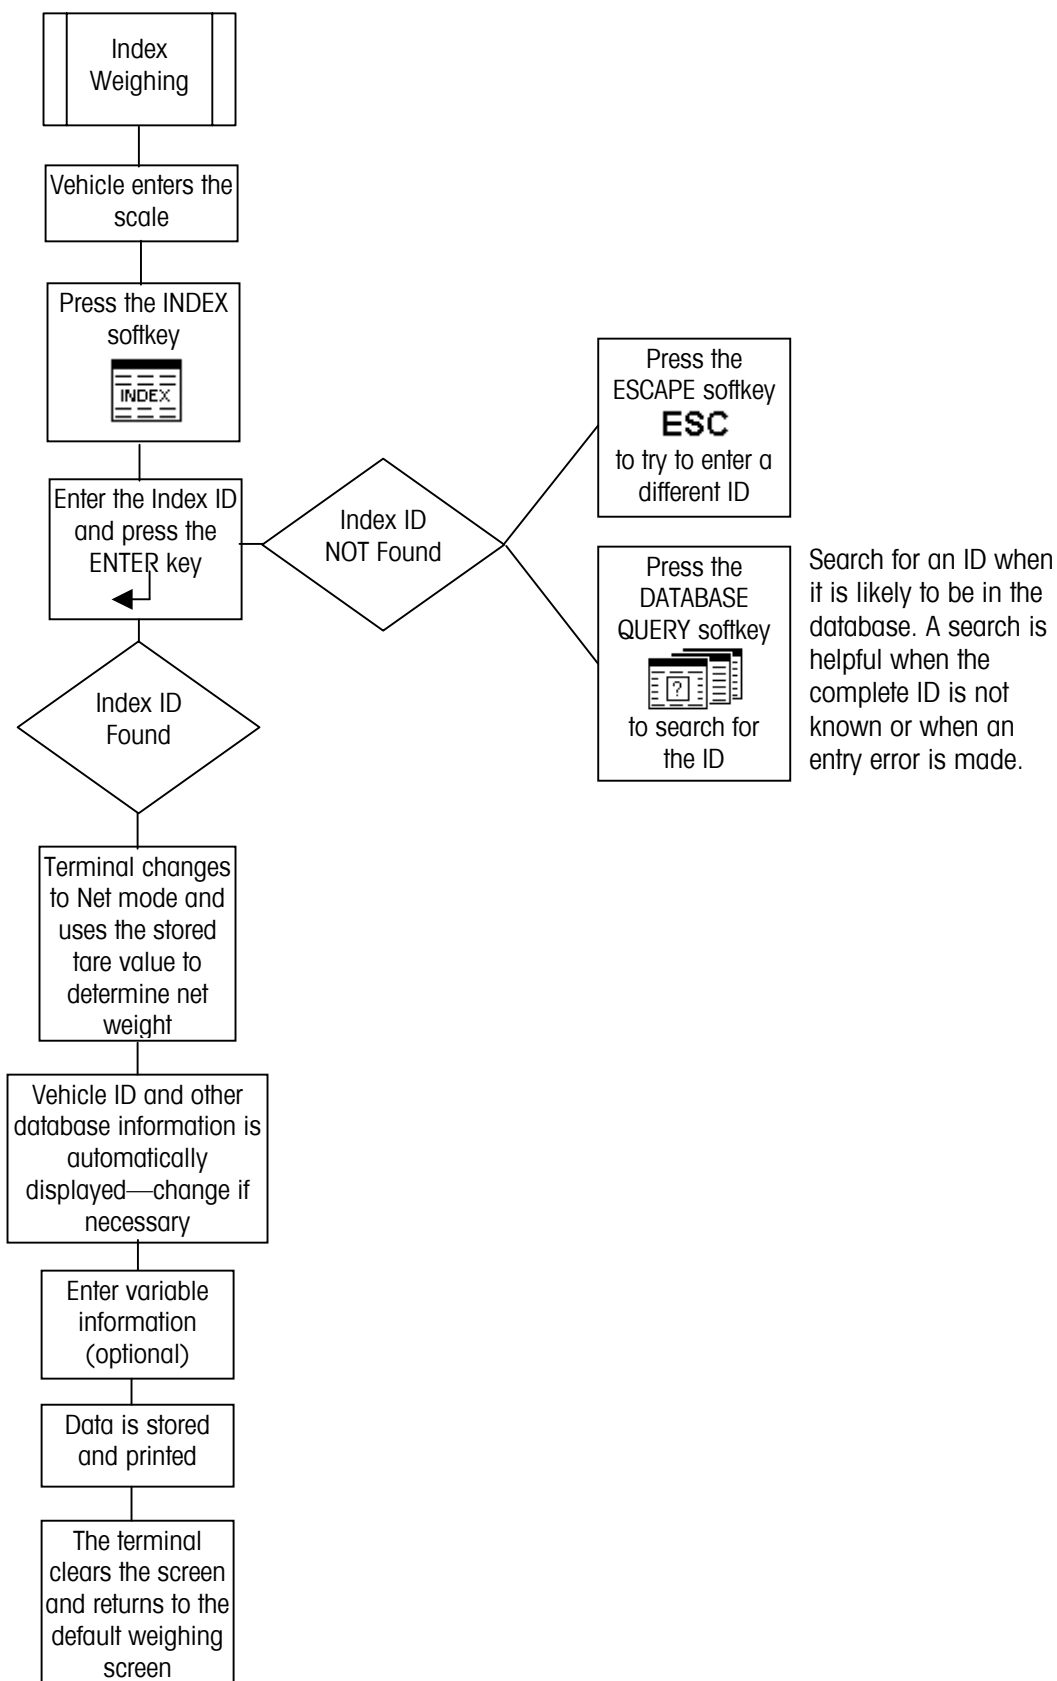 Index
Weighing
Vehicle enters the
scale
Press the INDEX
softkey
INDEX
Enter the Index ID
and press the
ENTER key
Index ID
NOT Found
Press the
ESCAPE softkey
ESC
to try to enter a
different ID
Press the
DATABASE
QUERY softkey
?
to search for
the ID
Search for an ID when
it is likely to be in the
database. A search is
helpful when the
complete ID is not
known or when an
entry error is made.
Index ID
Found
Terminal changes
to Net mode and
uses the stored
tare value to
determine net
weight
Vehicle ID and other
database information is
automatically
displayed—change if
necessary
Enter variable
information
(optional)
Data is stored
and printed
The terminal
clears the screen
and returns to the
default weighing
screen